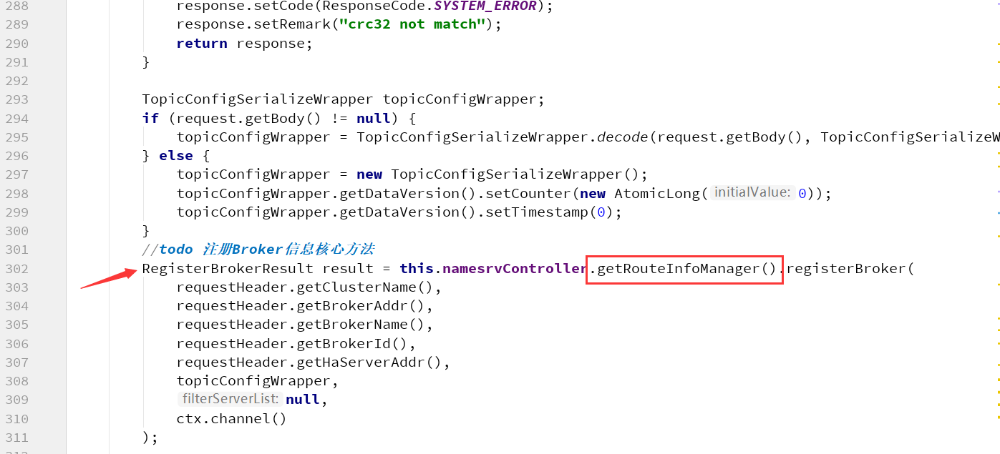 288 response.setCode(ResponseCode.SYSTEM_ERROR);
289 response.setRemark("crc32 not match");
290 return response;
291 }
292
293 TopicConfigSerializeWrapper topicConfigWrapper;
294 if (request.getBody() != null) {
295 topicConfigWrapper = TopicConfigSerializeWrapper.decode(request.getBody(), TopicConfigSerializeW
296 } else {
297 topicConfigWrapper = new TopicConfigSerializeWrapper();
298 topicConfigWrapper.getDataVersion().setCounter(new AtomicLong( initialValue: 0));
299 topicConfigWrapper.getDataVersion().setTimestamp(0);
300 }
301 //todo 注册Broker信息核心方法
302 RegisterBrokerResult result = this.namesrvController.getRouteInfoManager().registerBroker(
303 requestHeader.getClusterName(),
304 requestHeader.getBrokerAddr(),
305 requestHeader.getBrokerName(),
306 requestHeader.getBrokerId(),
307 requestHeader.getHaServerAddr(),
308 topicConfigWrapper,
309 filterServerList: null,
310 ctx.channel()
311 );